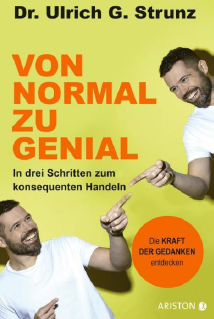 Dr. Ulrich G. Strunz
VON
NORMAL
ZU
GENIAL
In drei Schritten zum
konsequenten Handeln
Die KRAFT
DER GEDANKEN
entdecken
ARISTON